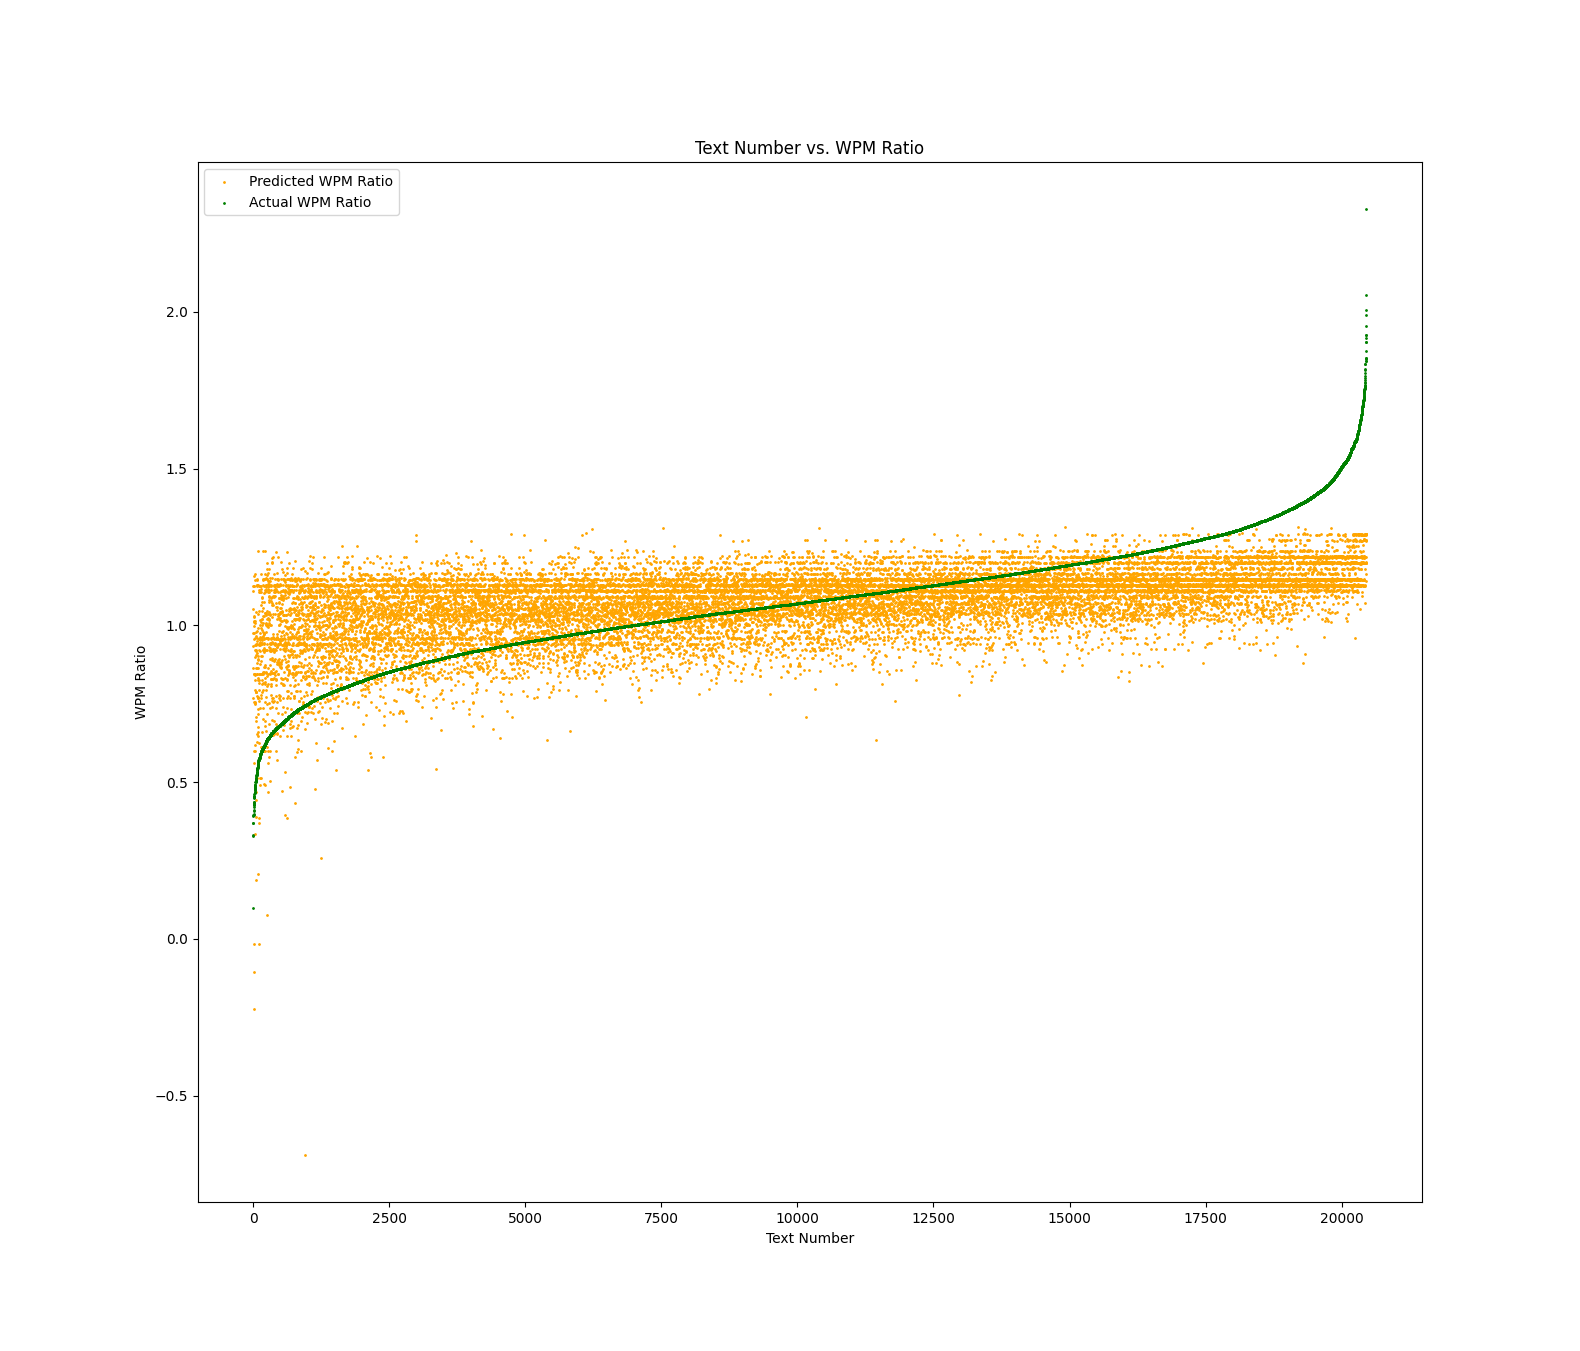 Text Number vs. WPM Ratio
Predicted WPM Ratio
Actual WPM Ratio
2.0
1.5
1.0
0.5
0.0
−0.5
WPM Ratio
0 2500 5000 7500 10000 12500 15000 17500 20000
Text Number